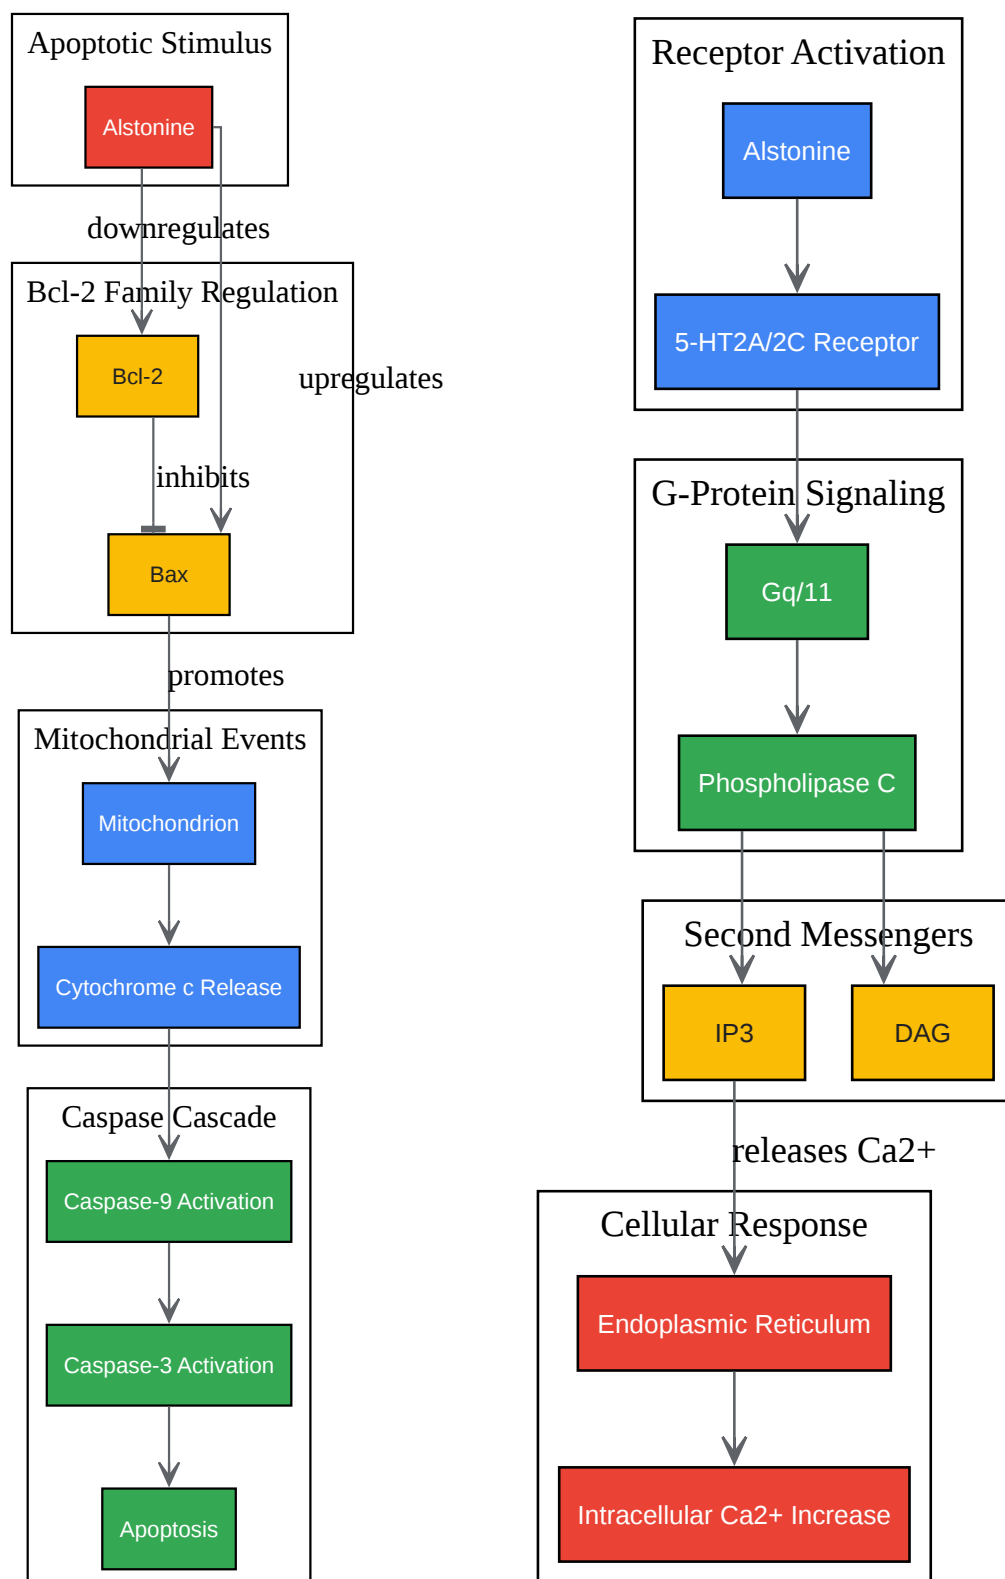 Apoptotic Stimulus
Alstonine
downregulates
Bcl-2 Family Regulation
Bcl-2
upregulates
inhibits
Bax
promotes
Mitochondrial Events
Mitochondrion
Cytochrome c Release
Caspase Cascade
Caspase-9 Activation
Caspase-3 Activation
Apoptosis
Receptor Activation
Alstonine
5-HT2A/2C Receptor
G-Protein Signaling
Gq/11
Phospholipase C
Second Messengers
IP3
DAG
releases Ca2+
Cellular Response
Endoplasmic Reticulum
Intracellular Ca2+ Increase